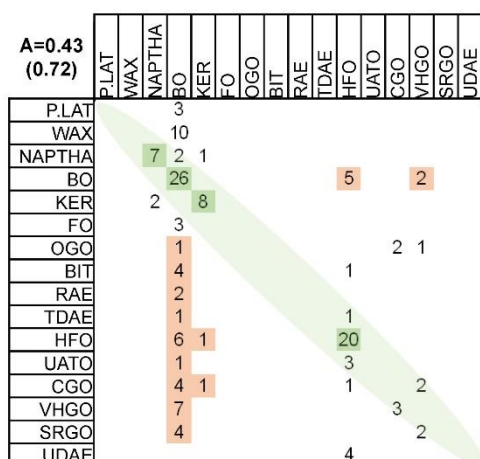 A=0.43
(0.72)
P.LAT WAX NAPTHA BO KER FO OGO BIT RAE TDAE HFO UATO CGO VHGO SRGO UDAE
P.LAT 3
WAX 10
NAPTHA 7 2 1
BO 26 5 2
KER 2 8
FO 3
OGO 1 2 1
BIT 4 1
RAE 2
TDAE 1 1
HFO 6 1 20
UATO 1 3
CGO 4 1 1 2
VHGO 7 3
SRGO 4 2
UDAE 4